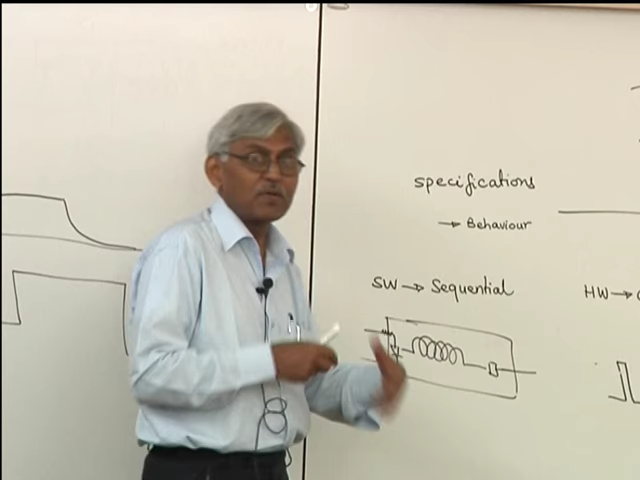 specifications
→ Behaviour
SW → Sequential
HW →